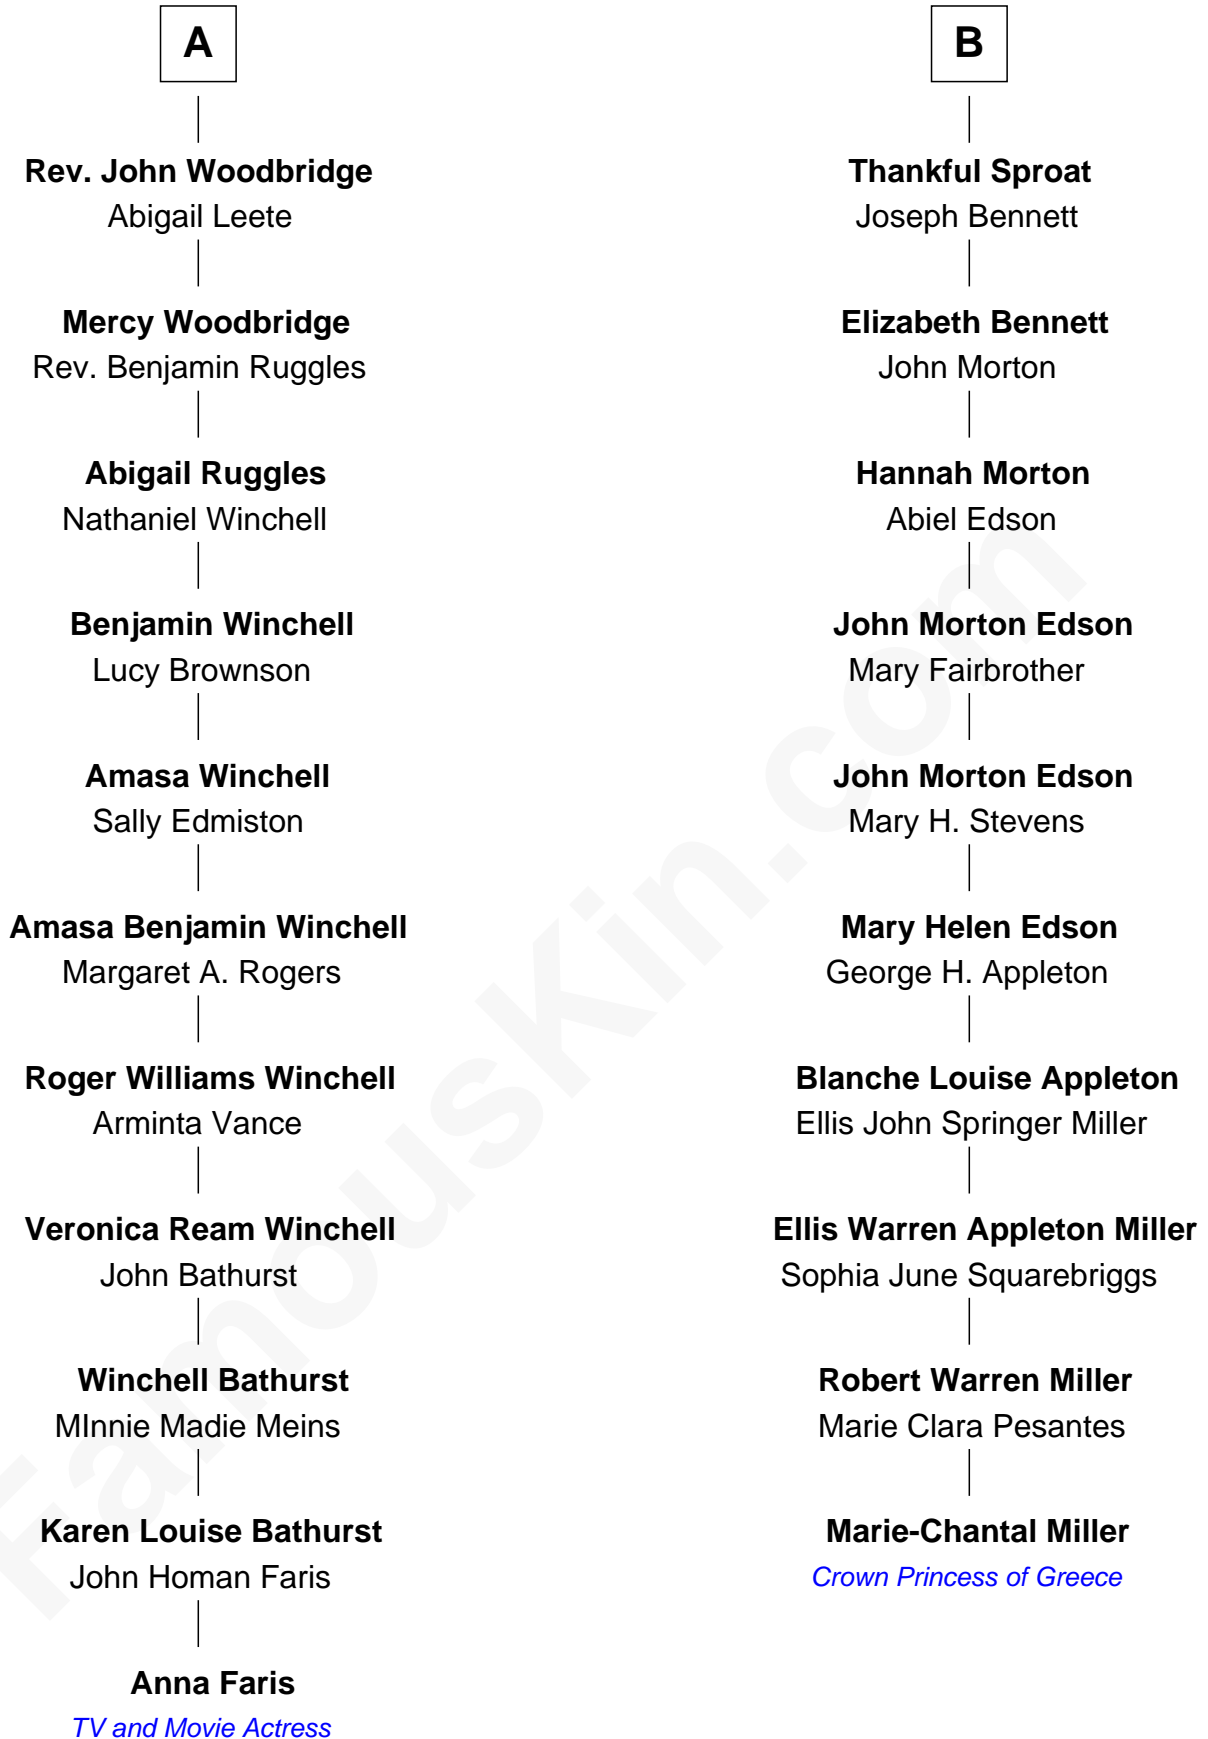 A
Rev. John Woodbridge
Abigail Leete
Mercy Woodbridge
Rev. Benjamin Ruggles
Abigail Ruggles
Nathaniel Winchell
Benjamin Winchell
Lucy Brownson
Amasa Winchell
Sally Edmiston
Amasa Benjamin Winchell
Margaret A. Rogers
Roger Williams Winchell
Arminta Vance
Veronica Ream Winchell
John Bathurst
Winchell Bathurst
MInnie Madie Meins
Karen Louise Bathurst
John Homan Faris
Anna Faris
TV and Movie Actress
B
Thankful Sproat
Joseph Bennett
Elizabeth Bennett
John Morton
Hannah Morton
Abiel Edson
John Morton Edson
Mary Fairbrother
John Morton Edson
Mary H. Stevens
Mary Helen Edson
George H. Appleton
Blanche Louise Appleton
Ellis John Springer Miller
Ellis Warren Appleton Miller
Sophia June Squarebriggs
Robert Warren Miller
Marie Clara Pesantes
Marie-Chantal Miller
Crown Princess of Greece
FamousKin.com